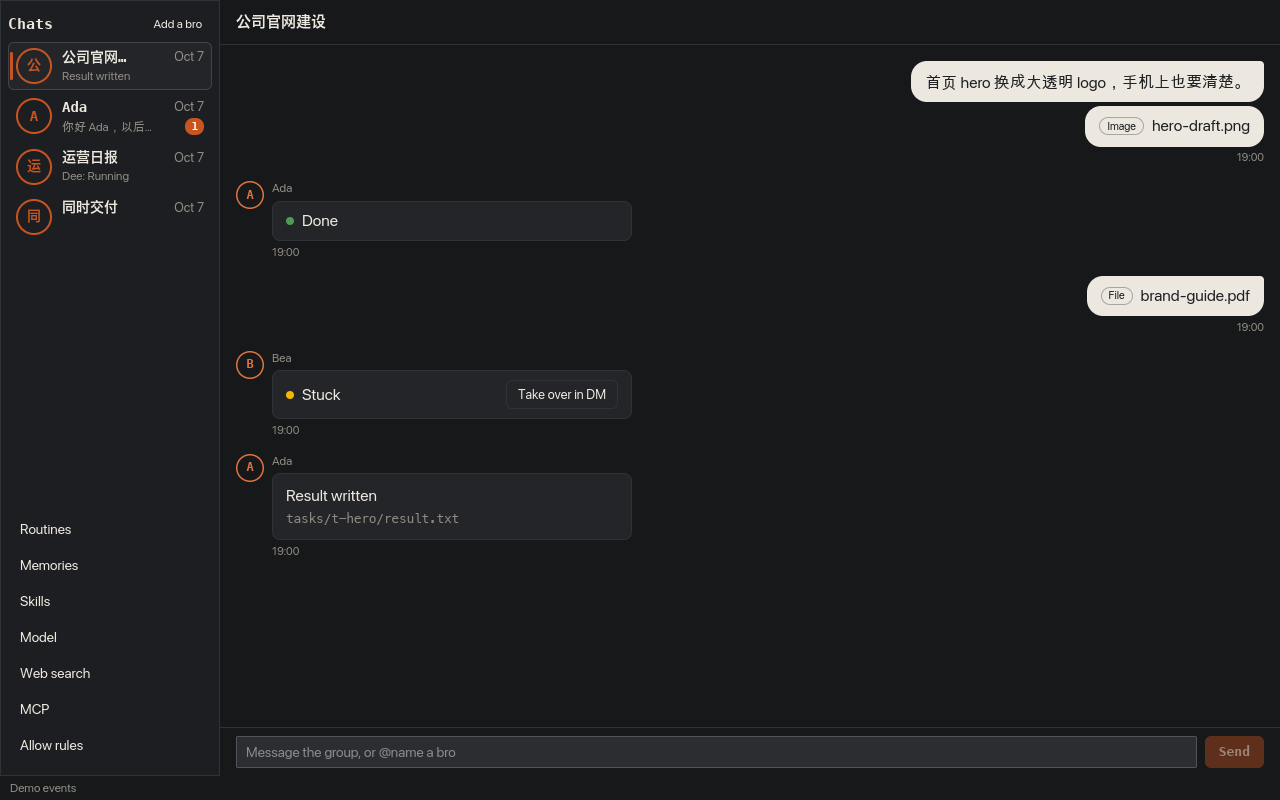 Chats
Add a bro
公
公司官网…
Oct 7
Result written
A
Ada
Oct 7
你好 Ada，以后…
1
运
运营日报
Oct 7
Dee: Running
同
同时交付
Oct 7
Routines
Memories
Skills
Model
Web search
MCP
Allow rules
Demo events
公司官网建设
首页 hero 换成大透明 logo，手机上也要清楚。
Image hero-draft.png
19:00
A
Ada
Done
19:00
File brand-guide.pdf
19:00
B
Bea
Stuck
Take over in DM
19:00
A
Ada
Result written
tasks/t-hero/result.txt
19:00
Message the group, or @name a bro
Send